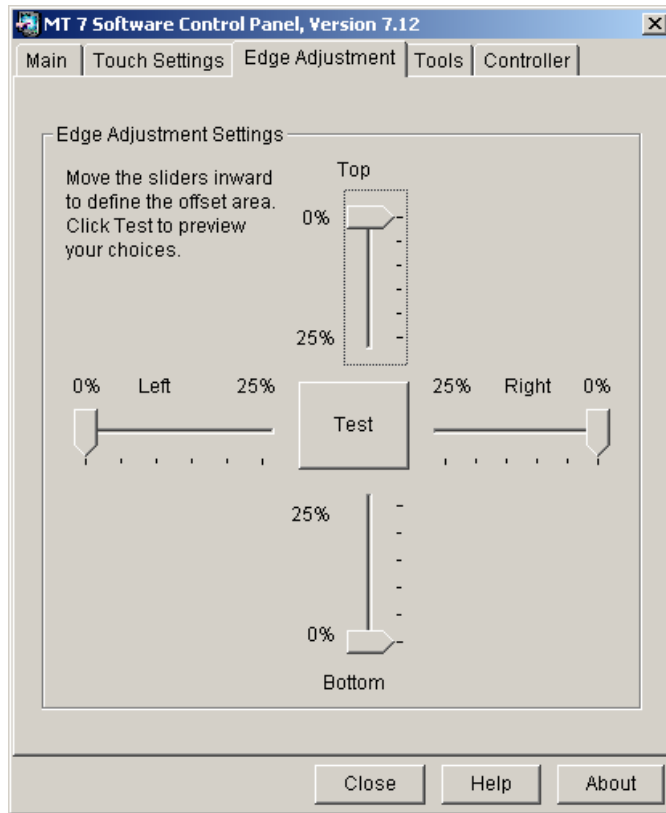 MT 7 Software Control Panel, Version 7.12
Main Touch Settings Edge Adjustment Tools Controller
Edge Adjustment Settings
Move the sliders inward
to define the offset area.
Click Test to preview
your choices.
Top
0%
25%
0% Left 25%
Test
25% Right 0%
25%
0%
Bottom
Close Help About